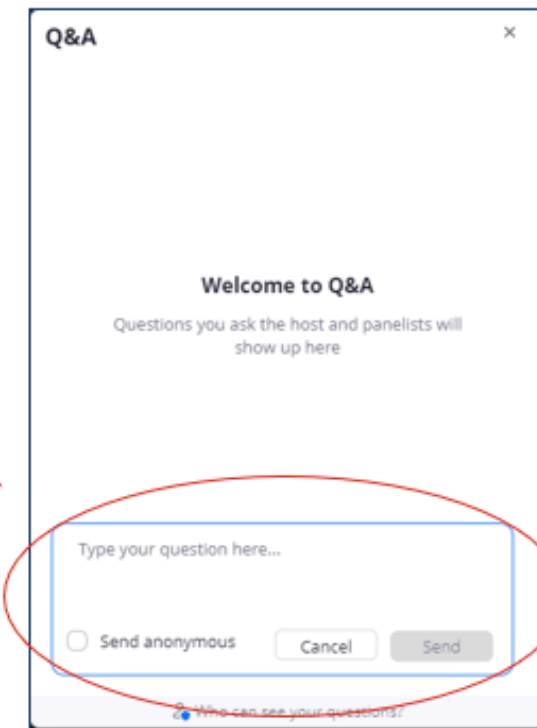 Q&A
Welcome to Q&A
Questions you ask the host and panelists will
show up here
Type your question here...
Send anonymous
Cancel
Send
Who can see your questions?